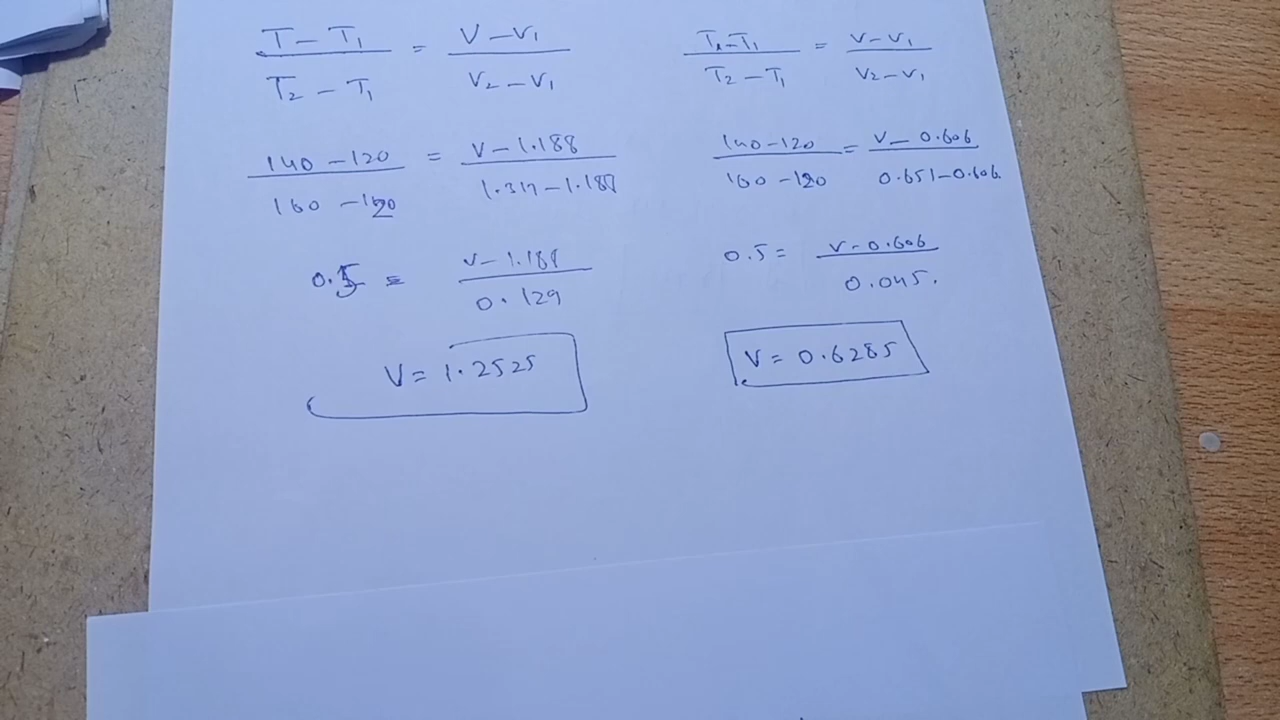 T - T1 / T2 - T1 = V - V1 / V2 - V1
140 - 120 / 160 - 120 = V - 1.188 / 1.317 - 1.188
0.5 = V - 1.188 / 0.129
V = 1.2525
T - T1 / T2 - T1 = V - V1 / V2 - V1
140 - 120 / 160 - 120 = V - 0.606 / 0.651 - 0.606.
0.5 = V - 0.606 / 0.045.
V = 0.6285